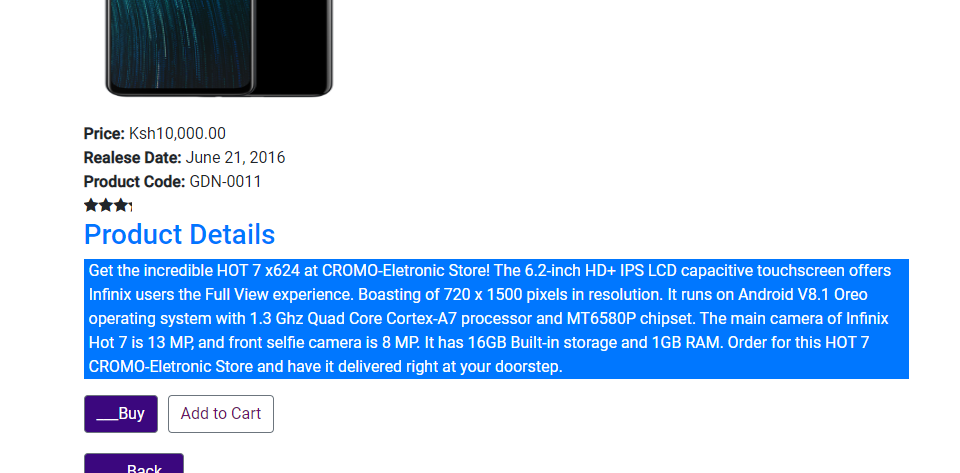 Price: Ksh10,000.00
Realese Date: June 21, 2016
Product Code: GDN-0011
Product Details
Get the incredible HOT 7 x624 at CROMO-Eletronic Store! The 6.2-inch HD+ IPS LCD capacitive touchscreen offers
Infinix users the Full View experience. Boasting of 720 x 1500 pixels in resolution. It runs on Android V8.1 Oreo
operating system with 1.3 Ghz Quad Core Cortex-A7 processor and MT6580P chipset. The main camera of Infinix
Hot 7 is 13 MP, and front selfie camera is 8 MP. It has 16GB Built-in storage and 1GB RAM. Order for this HOT 7
CROMO-Eletronic Store and have it delivered right at your doorstep.
___Buy Add to Cart
Back